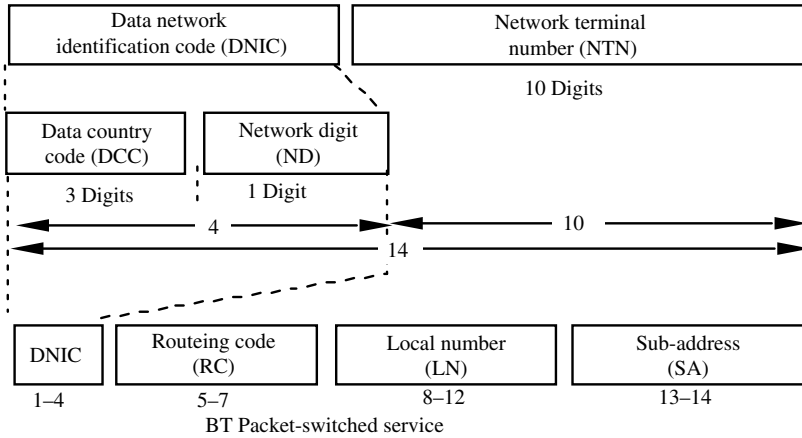 Data network
identification code (DNIC)
Network terminal
number (NTN)
10 Digits
Data country
code (DCC)
Network digit
(ND)
3 Digits
1 Digit
4
10
14
DNIC
Routeing code
(RC)
Local number
(LN)
Sub-address
(SA)
1–4
5–7
8–12
13–14
BT Packet-switched service